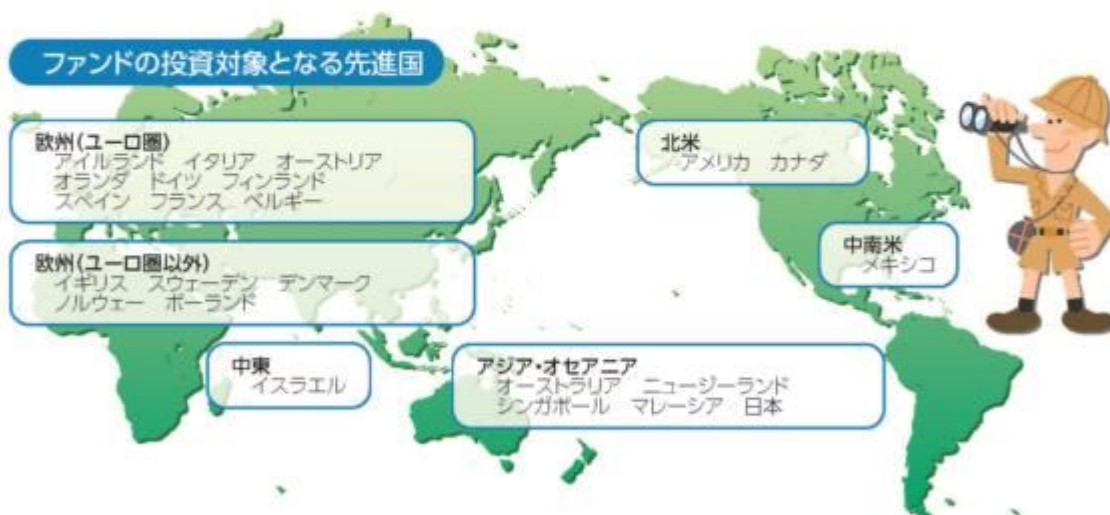 ファンドの投資対象となる先進国
欧州(ユーロ圏)
アイルランド イタリア オーストリア
オランダ ドイツ フィンランド
スペイン フランス ベルギー
欧州(ユーロ圏以外)
イギリス スウェーデン デンマーク
ノルウェー ポーランド
中東
イスラエル
アジア・オセアニア
オーストラリア ニュージーランド
シンガポール マレーシア 日本
北米
アメリカ カナダ
中南米
メキシコ